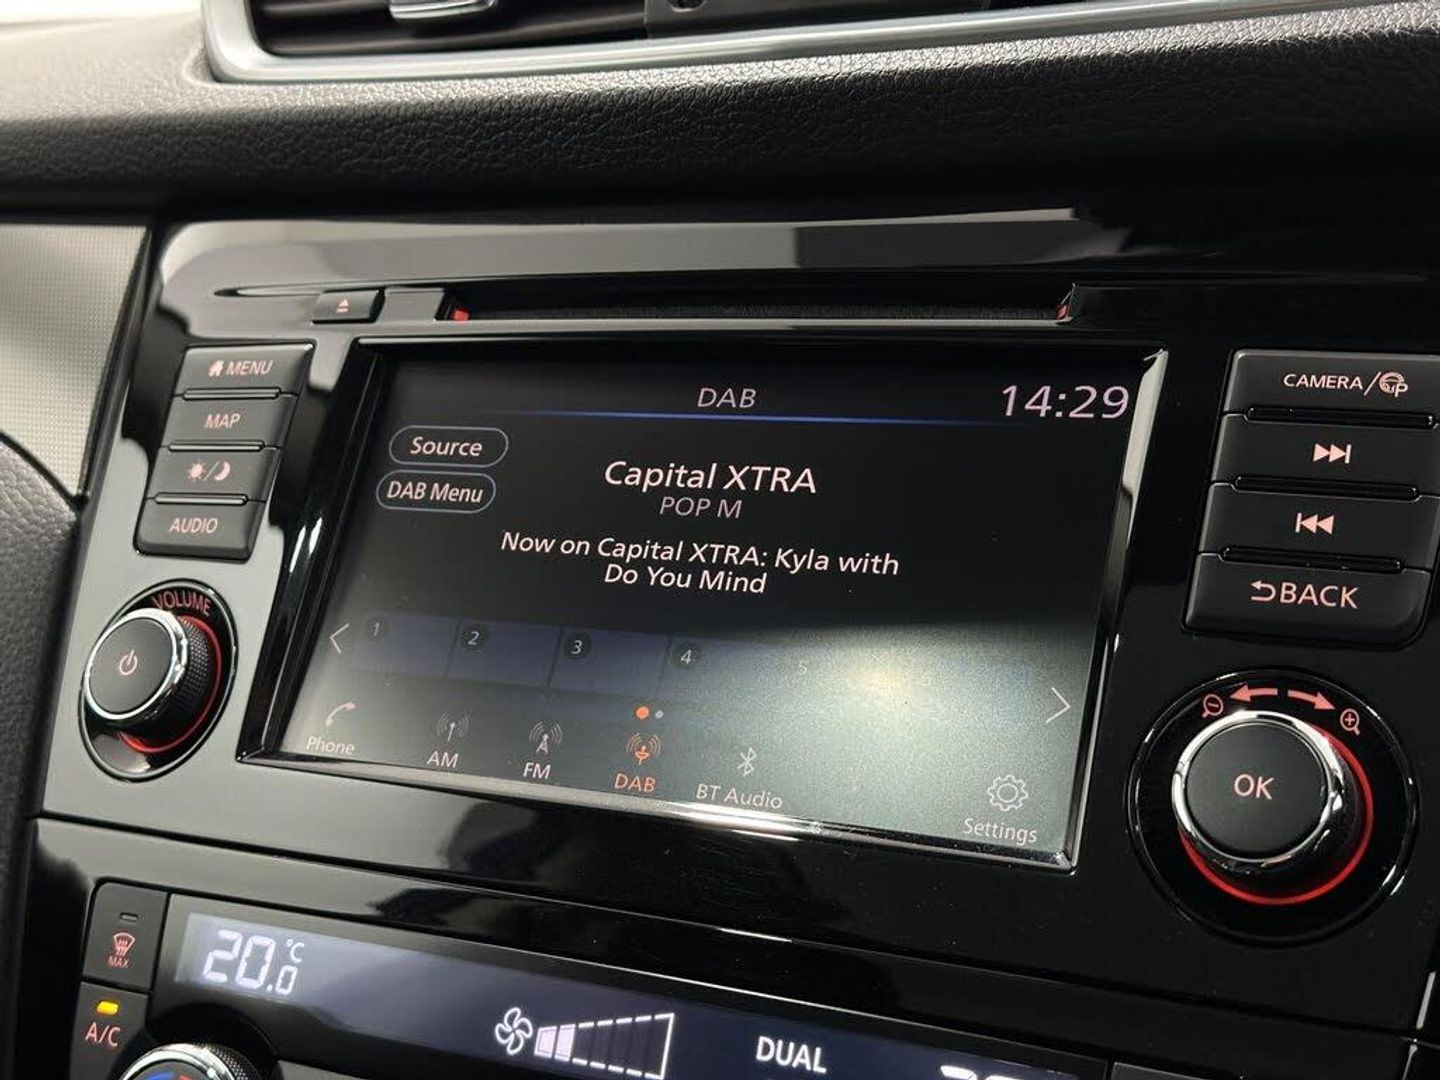 MENU
MAP
AUDIO
VOLUME
DAB
14:29
Source
DAB Menu
Capital XTRA
POP M
Now on Capital XTRA: Kyla with
Do You Mind
1
2
3
4
5
Phone
AM
FM
DAB
BT Audio
Settings
CAMERA/P
BACK
OK
MAX
A/C
20.0°C
DUAL